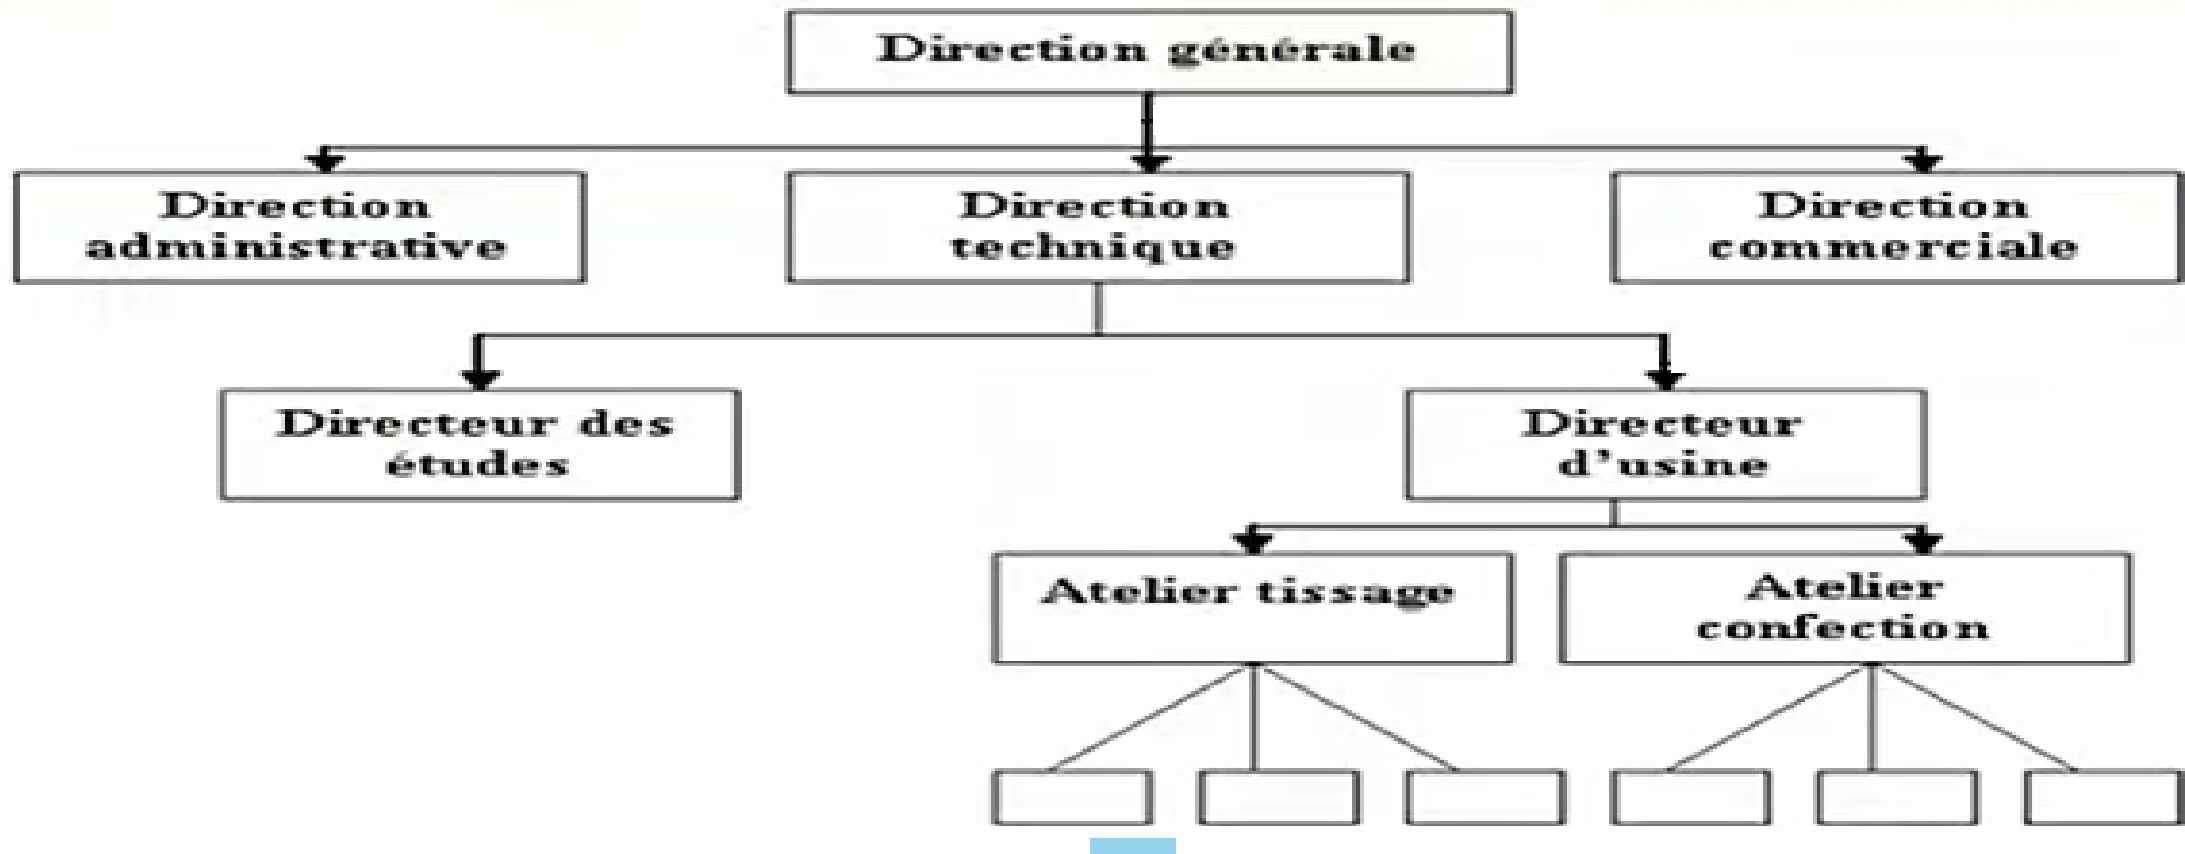 Direction générale
Direction
administrative
Direction
technique
Direction
commerciale
Directeur des
études
Directeur
d’usine
Atelier tissage
Atelier
confection